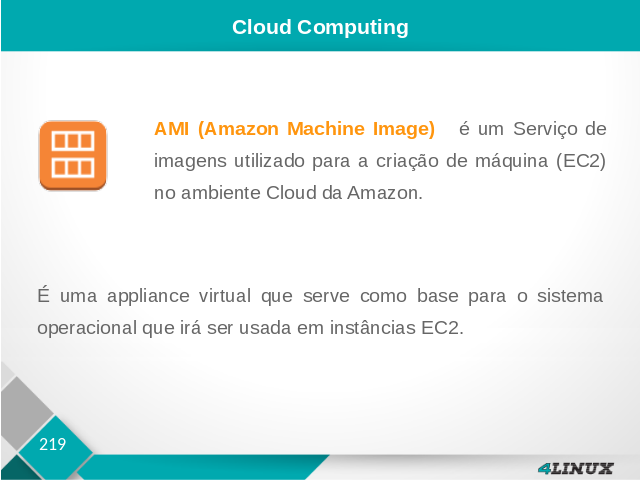 Cloud Computing
AMI (Amazon Machine Image) é um Serviço de
imagens utilizado para a criação de máquina (EC2)
no ambiente Cloud da Amazon.
É uma appliance virtual que serve como base para o sistema
operacional que irá ser usada em instâncias EC2.
219
4LINUX